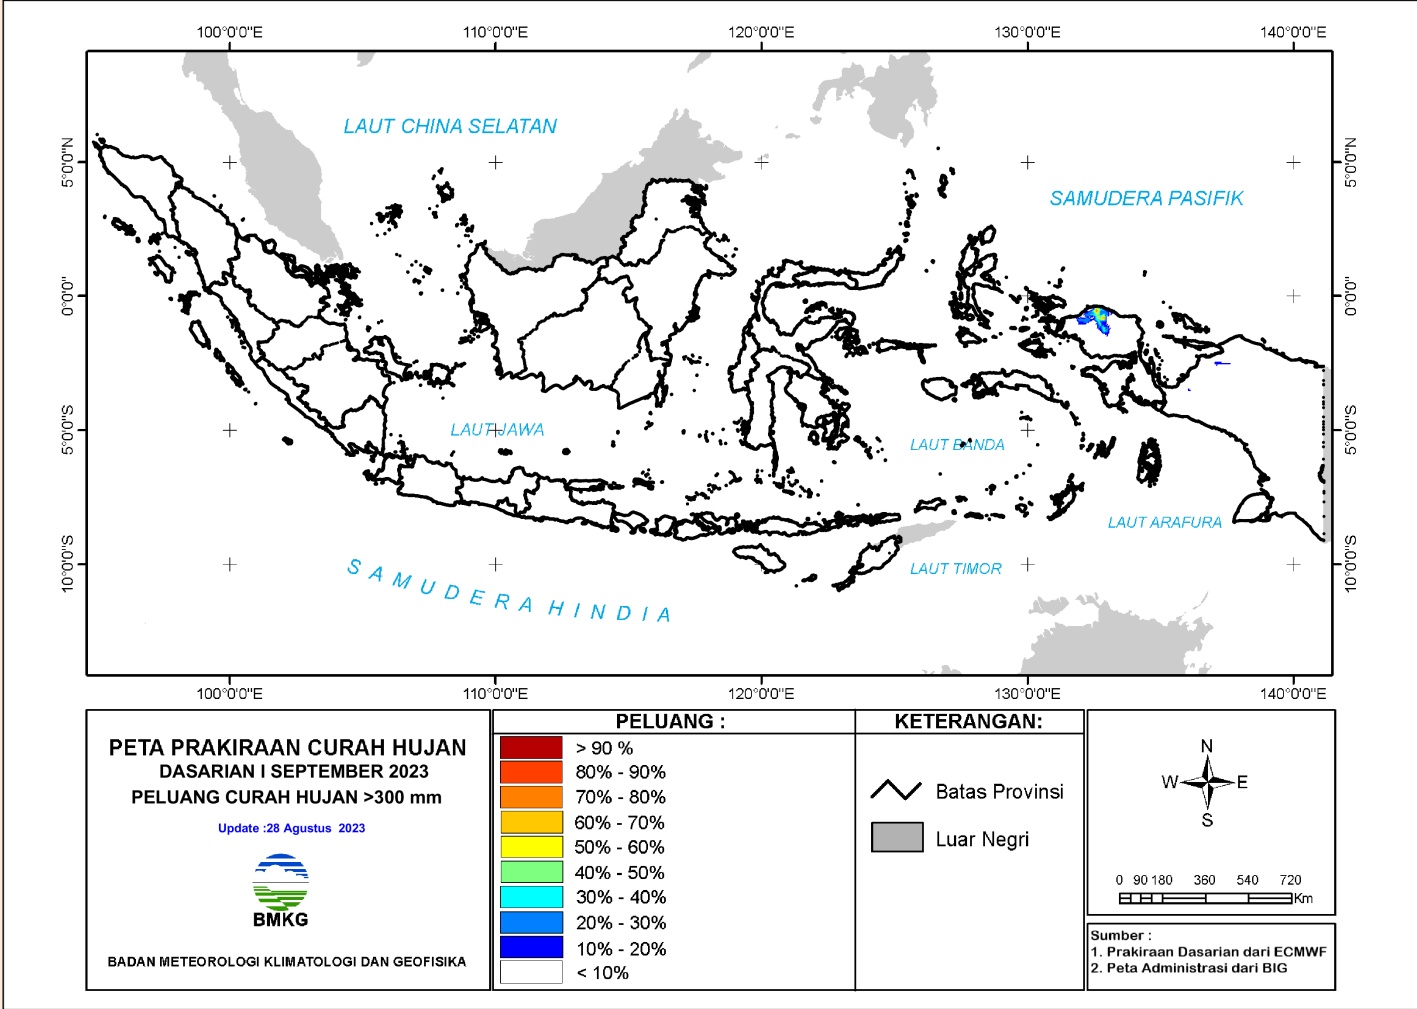 100°0'0"E 110°0'0"E 120°0'0"E 130°0'0"E 140°0'0"E
LAUT CHINA SELATAN
5°0'0"N 5°0'0"N
SAMUDERA PASIFIK
0°0'0" 0°0'0"
LAUT JAWA
5°0'0"S 5°0'0"S
LAUT BANDA
LAUT ARAFURA
10°0'0"S 10°0'0"S
LAUT TIMOR
SAMUDERA HINDIA
100°0'0"E 110°0'0"E 120°0'0"E 130°0'0"E 140°0'0"E
PETA PRAKIRAAN CURAH HUJAN
DASARIAN I SEPTEMBER 2023
PELUANG CURAH HUJAN >300 mm
Update :28 Agustus 2023
BMKG
BADAN METEOROLOGI KLIMATOLOGI DAN GEOFISIKA
PELUANG :
> 90 %
80% - 90%
70% - 80%
60% - 70%
50% - 60%
40% - 50%
30% - 40%
20% - 30%
10% - 20%
< 10%
KETERANGAN:
Batas Provinsi
Luar Negri
N
W E
S
0 90 180 360 540 720
Km
Sumber :
1. Prakiraan Dasarian dari ECMWF
2. Peta Administrasi dari BIG